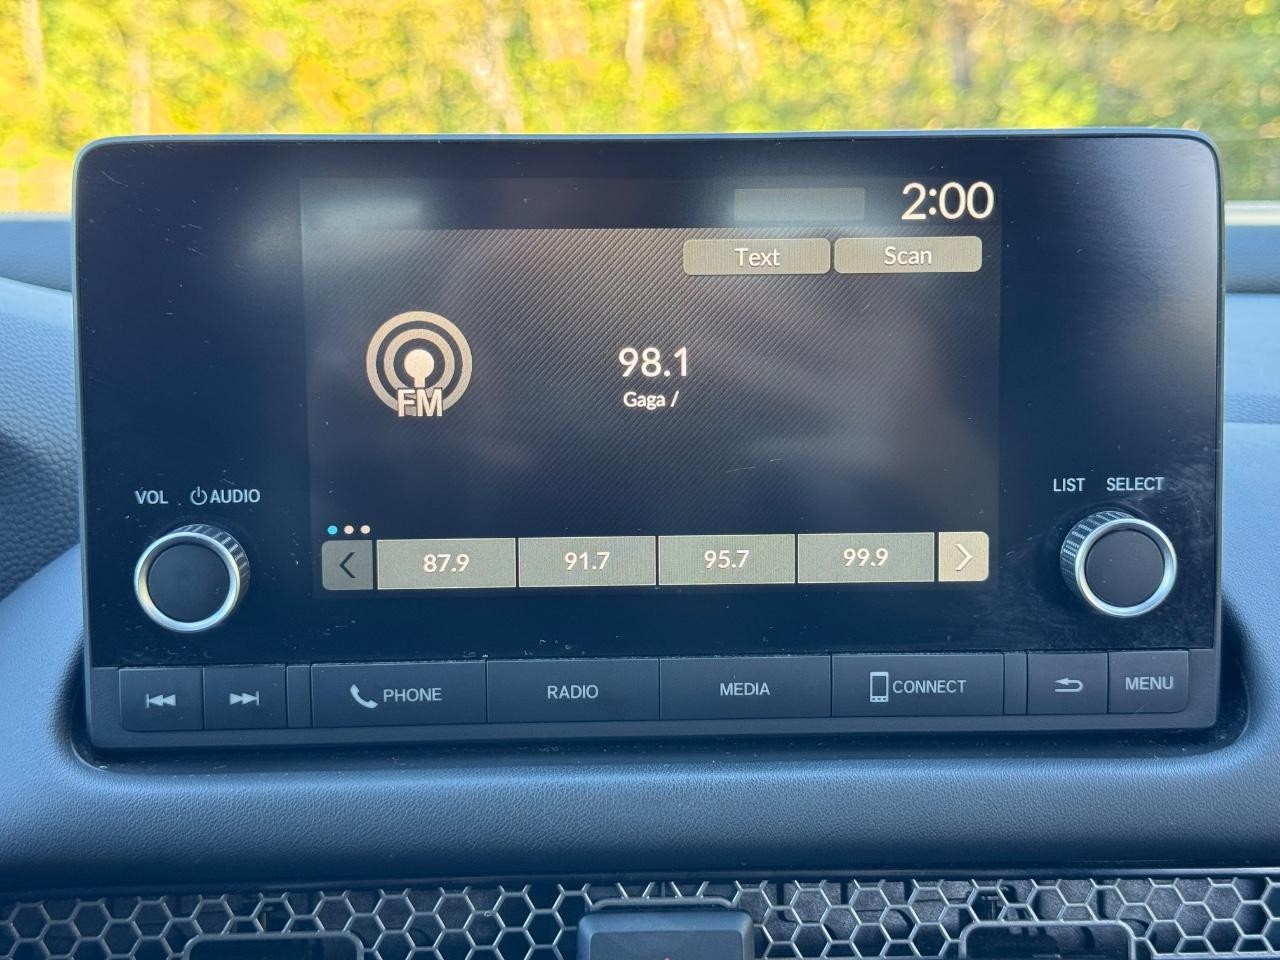 2:00
Text Scan
98.1
Gaga /
FM
VOL AUDIO
LIST SELECT
87.9 91.7 95.7 99.9
PHONE RADIO MEDIA CONNECT MENU